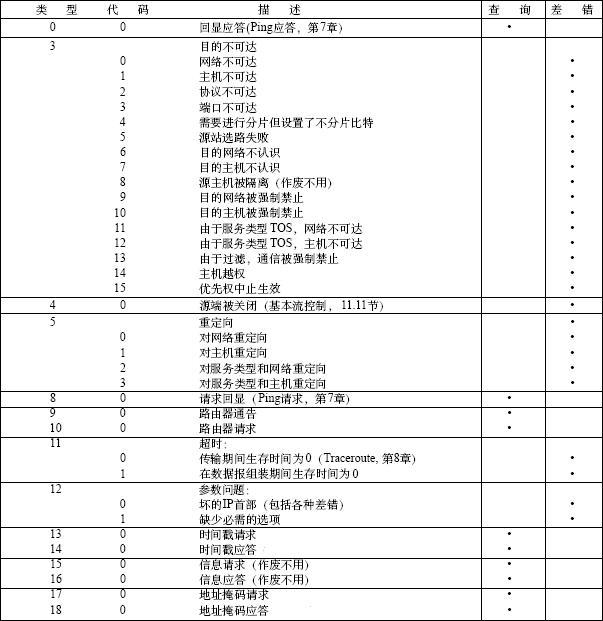 类 型 代 码 描 述 查 询 差 错
0 0 回显应答(Ping应答，第7章) •
3 目的不可达
0 网络不可达 •
1 主机不可达 •
2 协议不可达 •
3 端口不可达 •
4 需要进行分片但设置了不分片比特 •
5 源站选路失败 •
6 目的网络不认识 •
7 目的主机不认识 •
8 源主机被隔离（作废不用） •
9 目的网络被强制禁止 •
10 目的主机被强制禁止 •
11 由于服务类型 TOS，网络不可达 •
12 由于服务类型 TOS，主机不可达 •
13 由于过滤，通信被强制禁止 •
14 主机越权 •
15 优先权中止生效 •
4 0 源端被关闭（基本流控制，11.11节） •
5 重定向 •
0 对网络重定向 •
1 对主机重定向 •
2 对服务类型和网络重定向 •
3 对服务类型和主机重定向 •
8 0 请求回显（Ping请求，第7章) •
9 0 路由器通告 •
10 0 路由器请求 •
11 超时：
0 传输期间生存时间为0（Traceroute, 第8章) •
1 在数据报组装期间生存时间为0 •
12 参数问题：
0 坏的IP首部（包括各种差错） •
1 缺少必需的选项 •
13 0 时间戳请求 •
14 0 时间戳应答 •
15 0 信息请求（作废不用） •
16 0 信息应答（作废不用） •
17 0 地址掩码请求 •
18 0 地址掩码应答 •